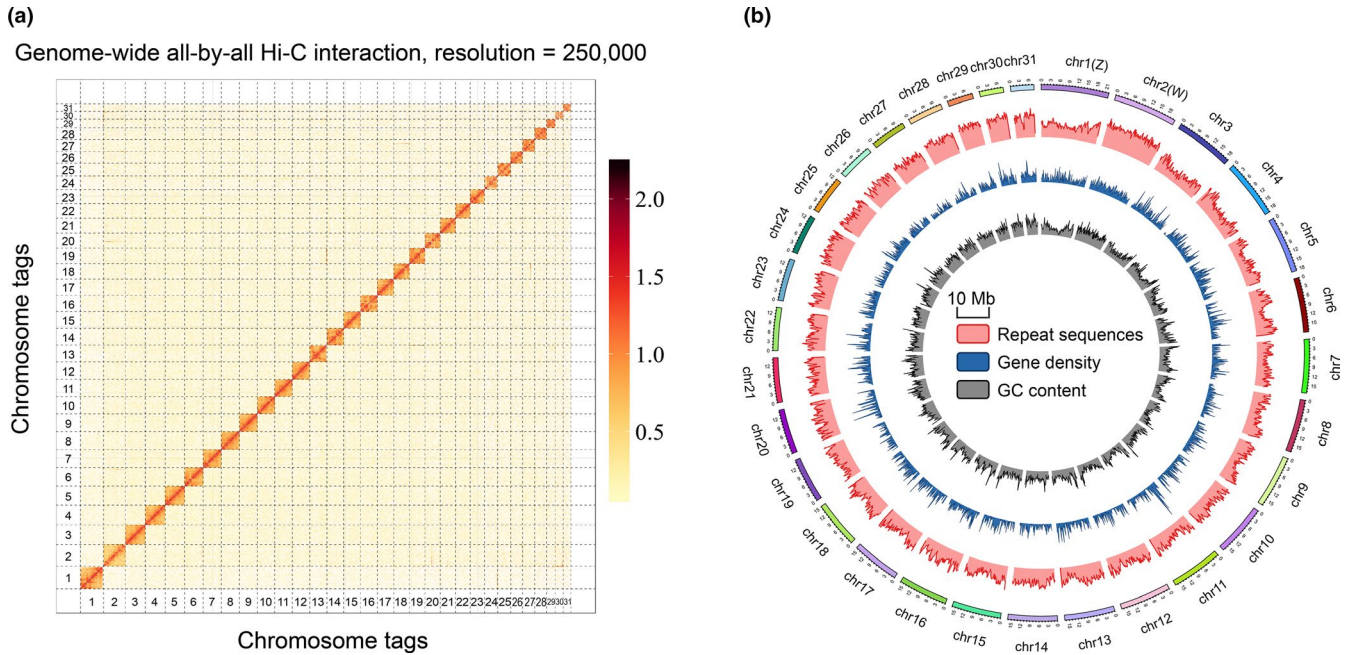 (a)
Genome-wide all-by-all Hi-C interaction, resolution = 250,000
Chromosome tags
31
30
29
28
27
26
25
24
23
22
21
20
19
18
17
16
15
14
13
12
11
10
9
8
7
6
5
4
3
2
1
1 2 3 4 5 6 7 8 9 10 11 12 13 14 15 16 17 18 19 20 21 22 23 24 25 26 27 28 29 30 31
Chromosome tags
2.0
1.5
1.0
0.5
(b)
chr1(Z)
chr2(W)
chr3
chr4
chr5
chr6
chr7
chr8
chr9
chr10
chr11
chr12
chr13
chr14
chr15
chr16
chr17
chr18
chr19
chr20
chr21
chr22
chr23
chr24
chr25
chr26
chr27
chr28
chr29
chr30
chr31
10 Mb
Repeat sequences
Gene density
GC content